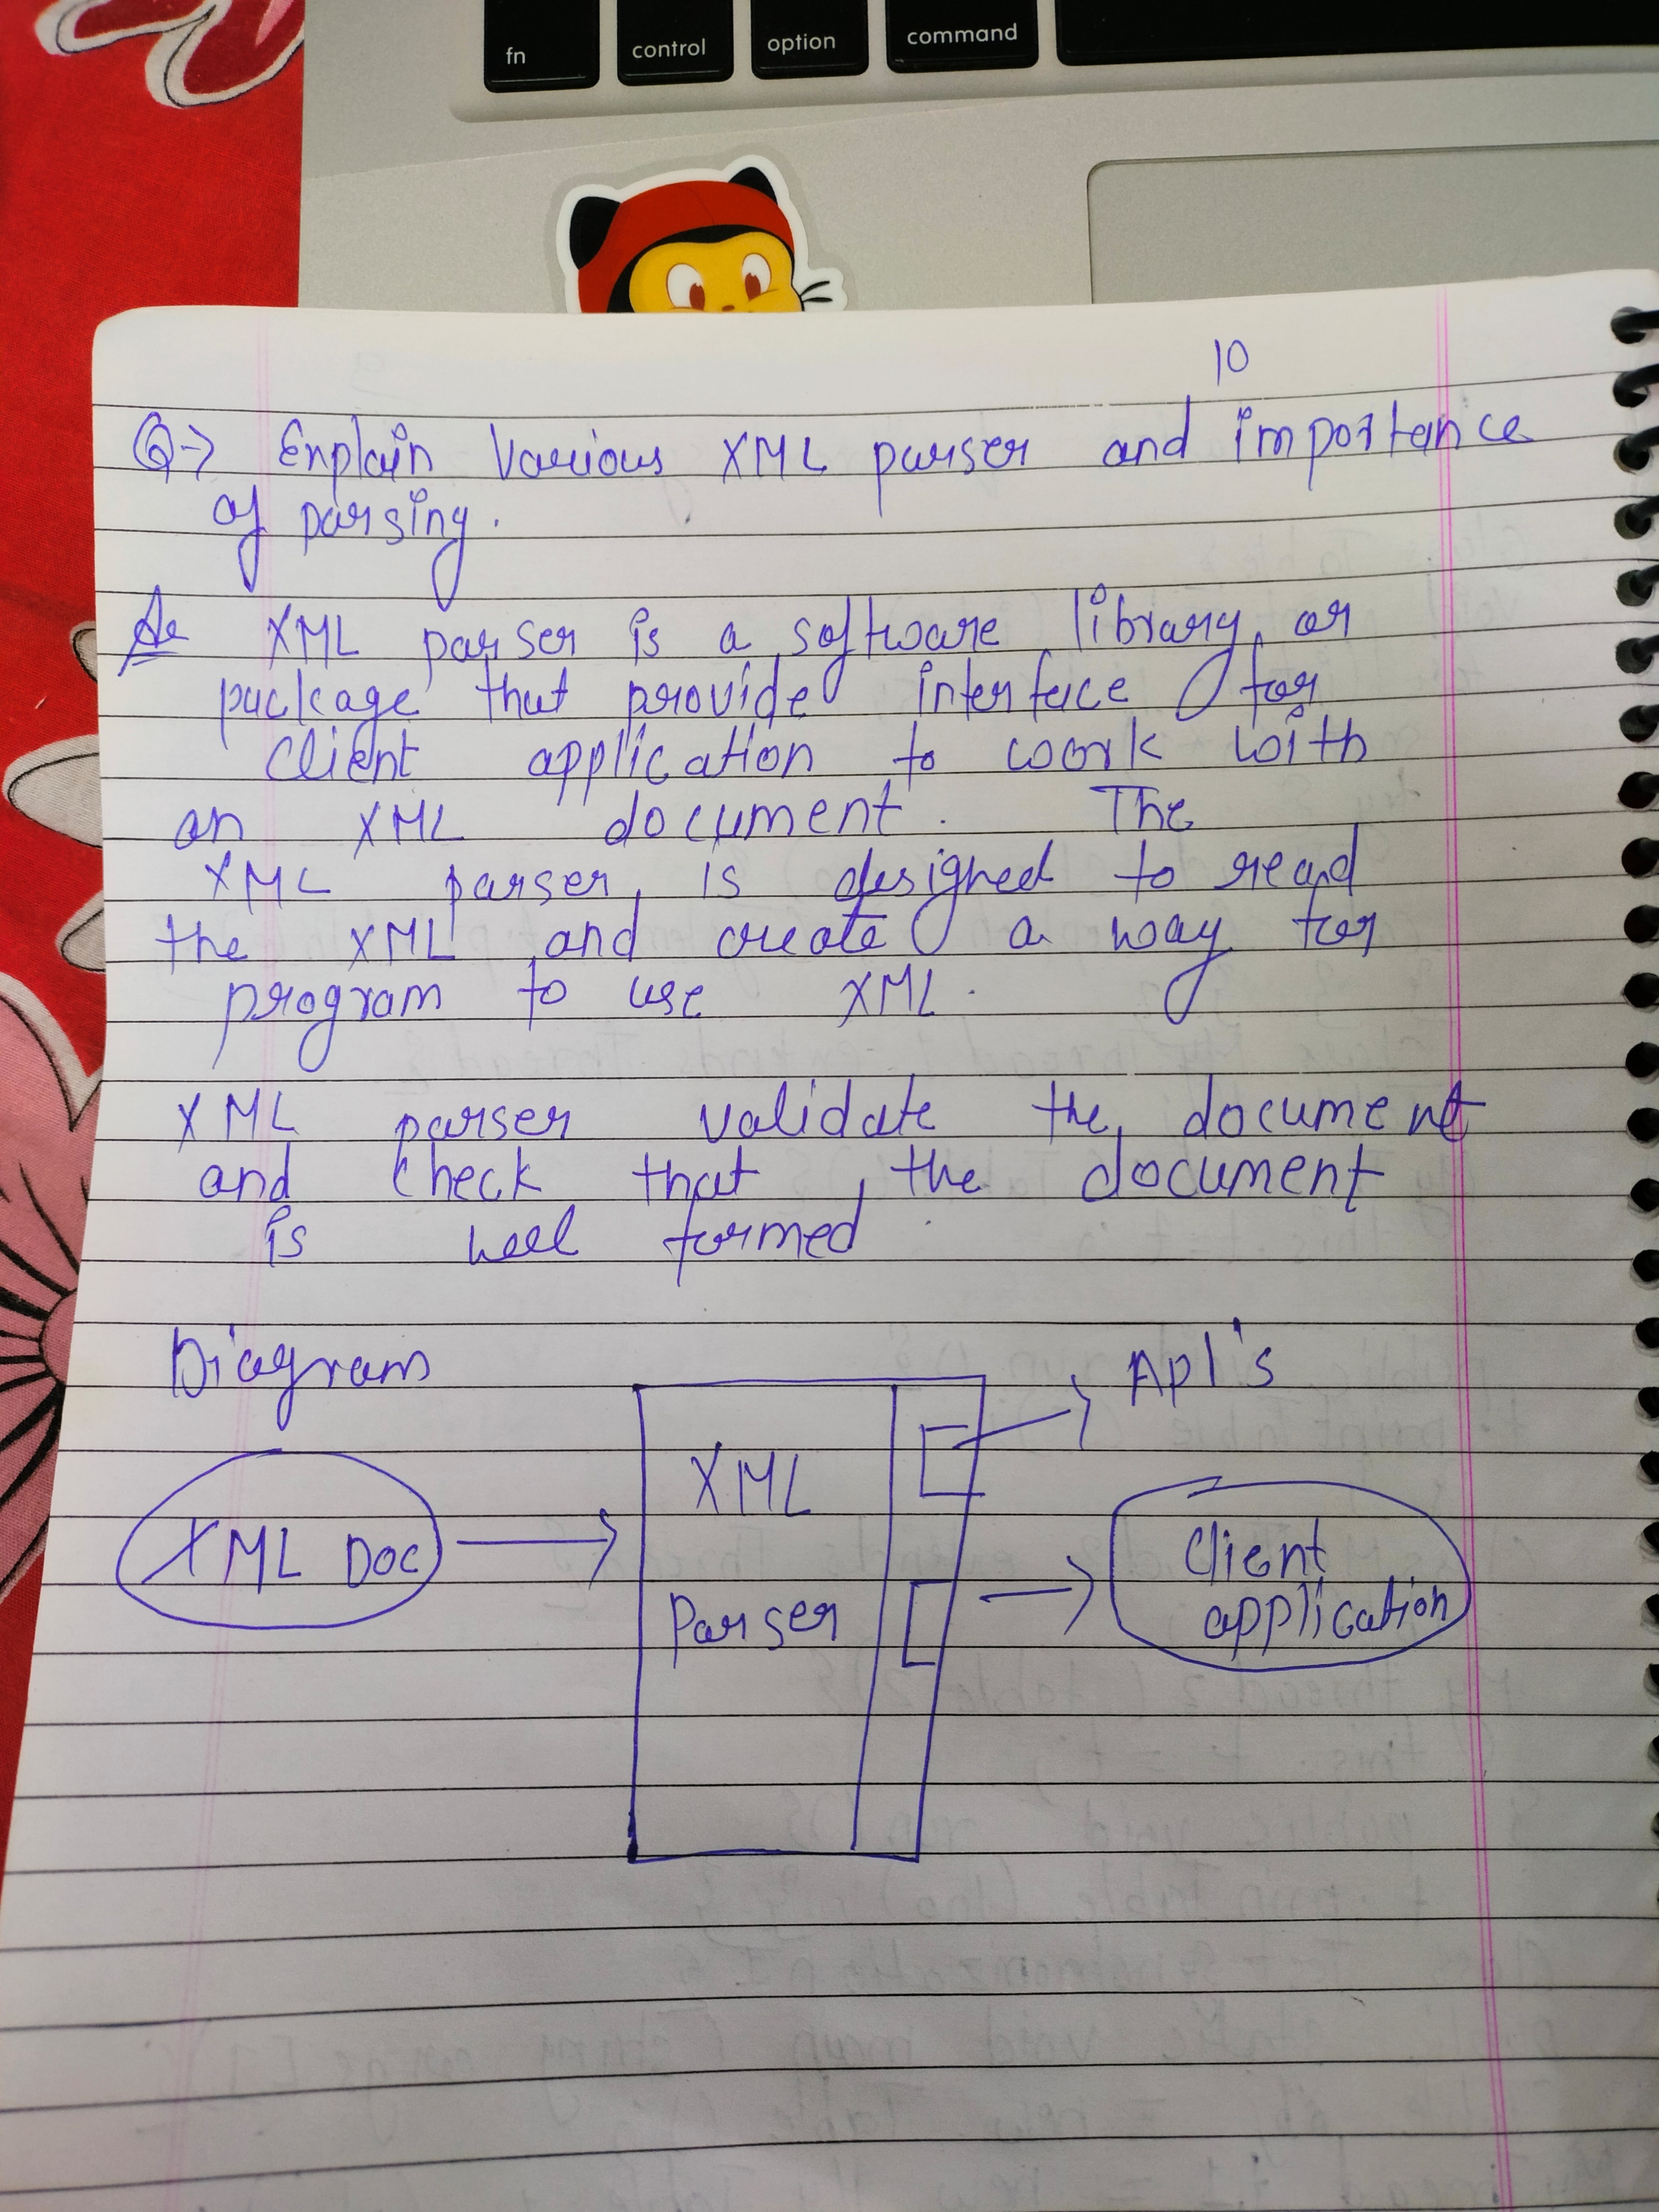 fn control option command
10
Q→ Explain Various XML parser and importance
of parsing.
As XML parser is a software library or
package that provide interface for
client application to work with
an XML document. The
XML parser is designed to read
the XML and create a way for
program to use XML.
XML parser validate the document
and check that the document
is well formed
Diagram
API's
XML
Parser
XML Doc
Client
application